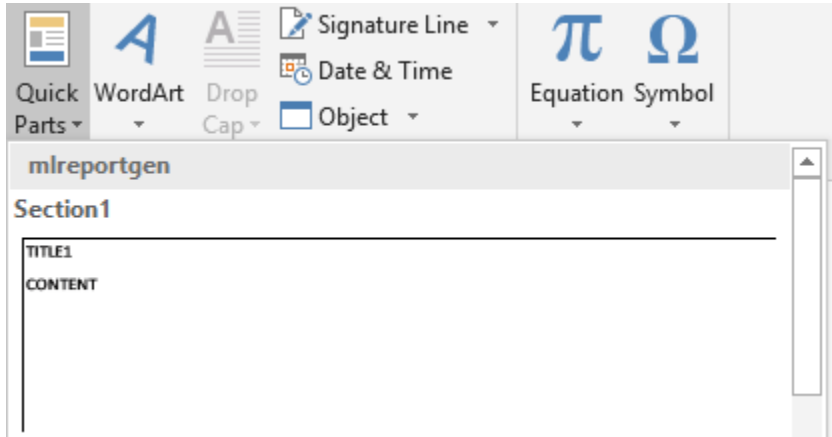 Signature Line
Date & Time
Object
Quick Parts
WordArt
Drop Cap
Equation
Symbol
mlreportgen
Section1
TITLE1
CONTENT